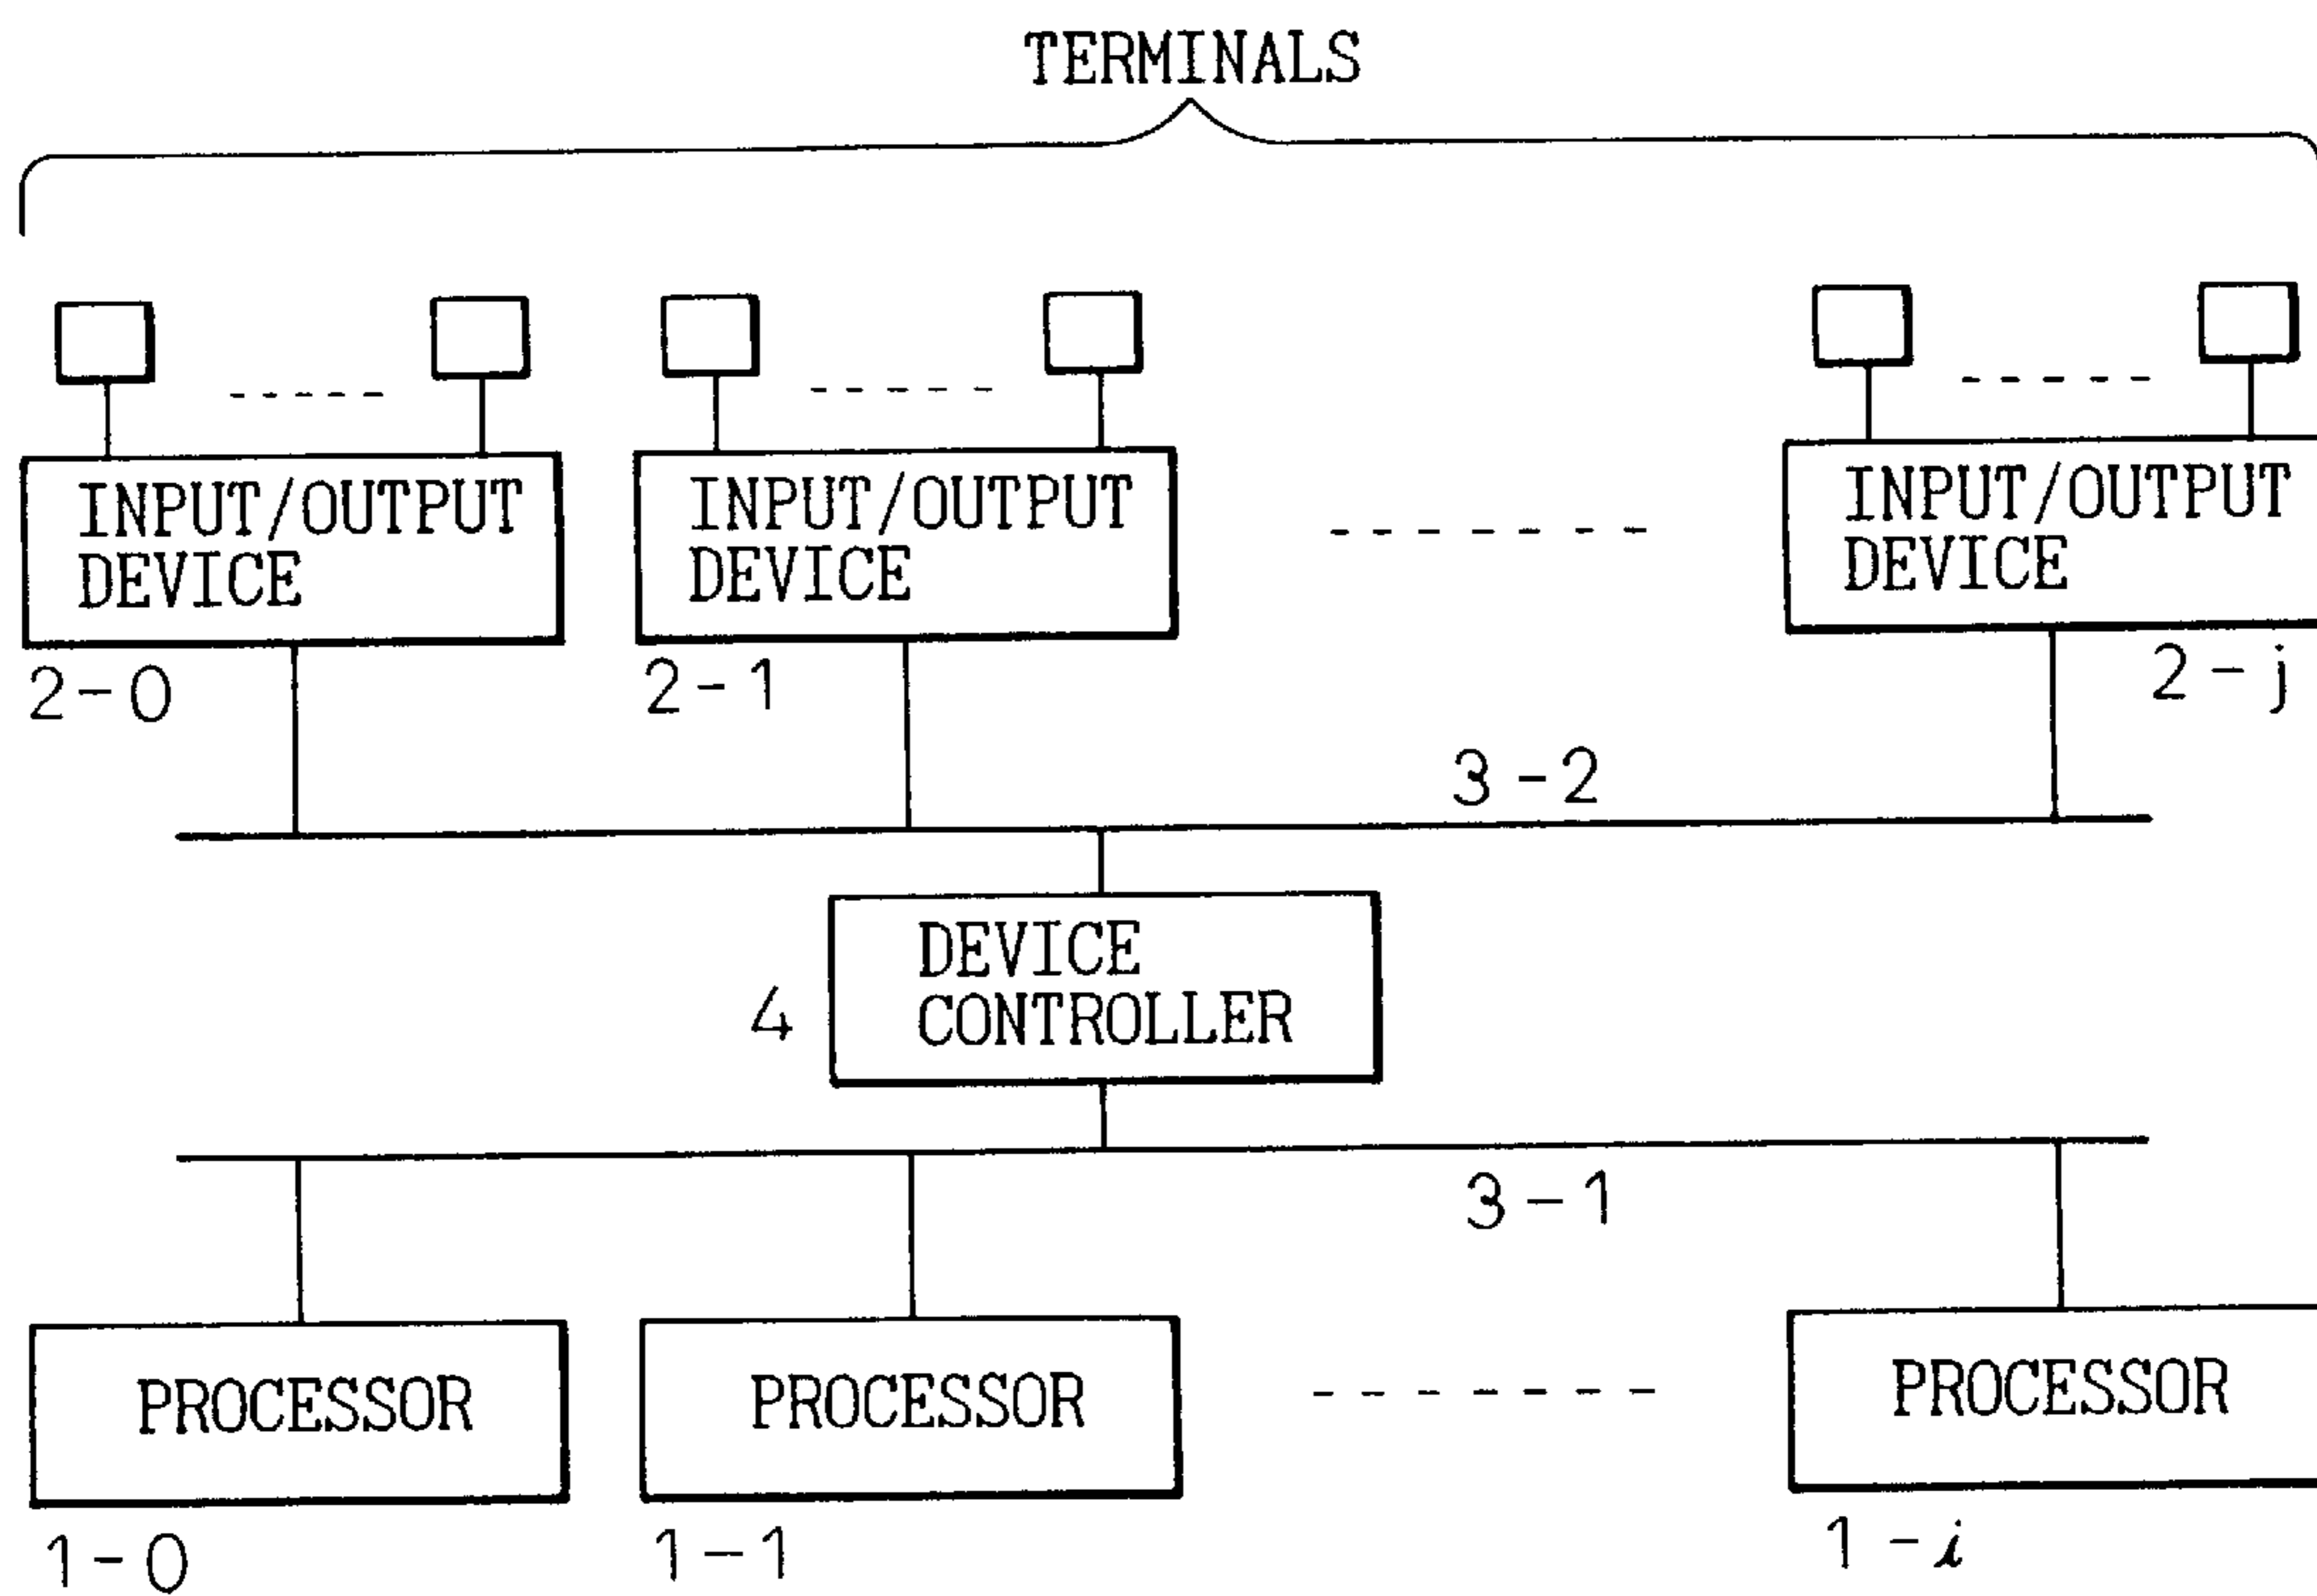 TERMINALS
INPUT/OUTPUT
DEVICE
INPUT/OUTPUT
DEVICE
INPUT/OUTPUT
DEVICE
2-0
2-1
2-j
3-2
DEVICE
CONTROLLER
4
3-1
PROCESSOR
PROCESSOR
PROCESSOR
1-0
1-1
1-i